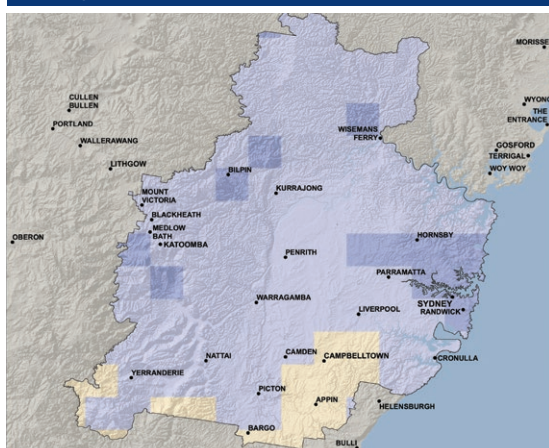 MORISSE
CULLEN
BULLEN
WYONG
PORTLAND
THE
ENTRANCE
WISEMANS
FERRY
WALLERAWANG
GOSFORD
TERRIGAL
LITHGOW
WOY WOY
BILPIN
MOUNT
VICTORIA
KURRAJONG
BLACKHEATH
MEDLOW
BATH
HORNSBY
OBERON
KATOOMBA
PENRITH
PARRAMATTA
WARRAGAMBA
SYDNEY
LIVERPOOL
RANDWICK
NATTAI
CAMDEN
CAMPBELLTOWN
CRONULLA
YERRANDERIE
PICTON
APPIN
HELENSBURGH
BARGO
BULLI